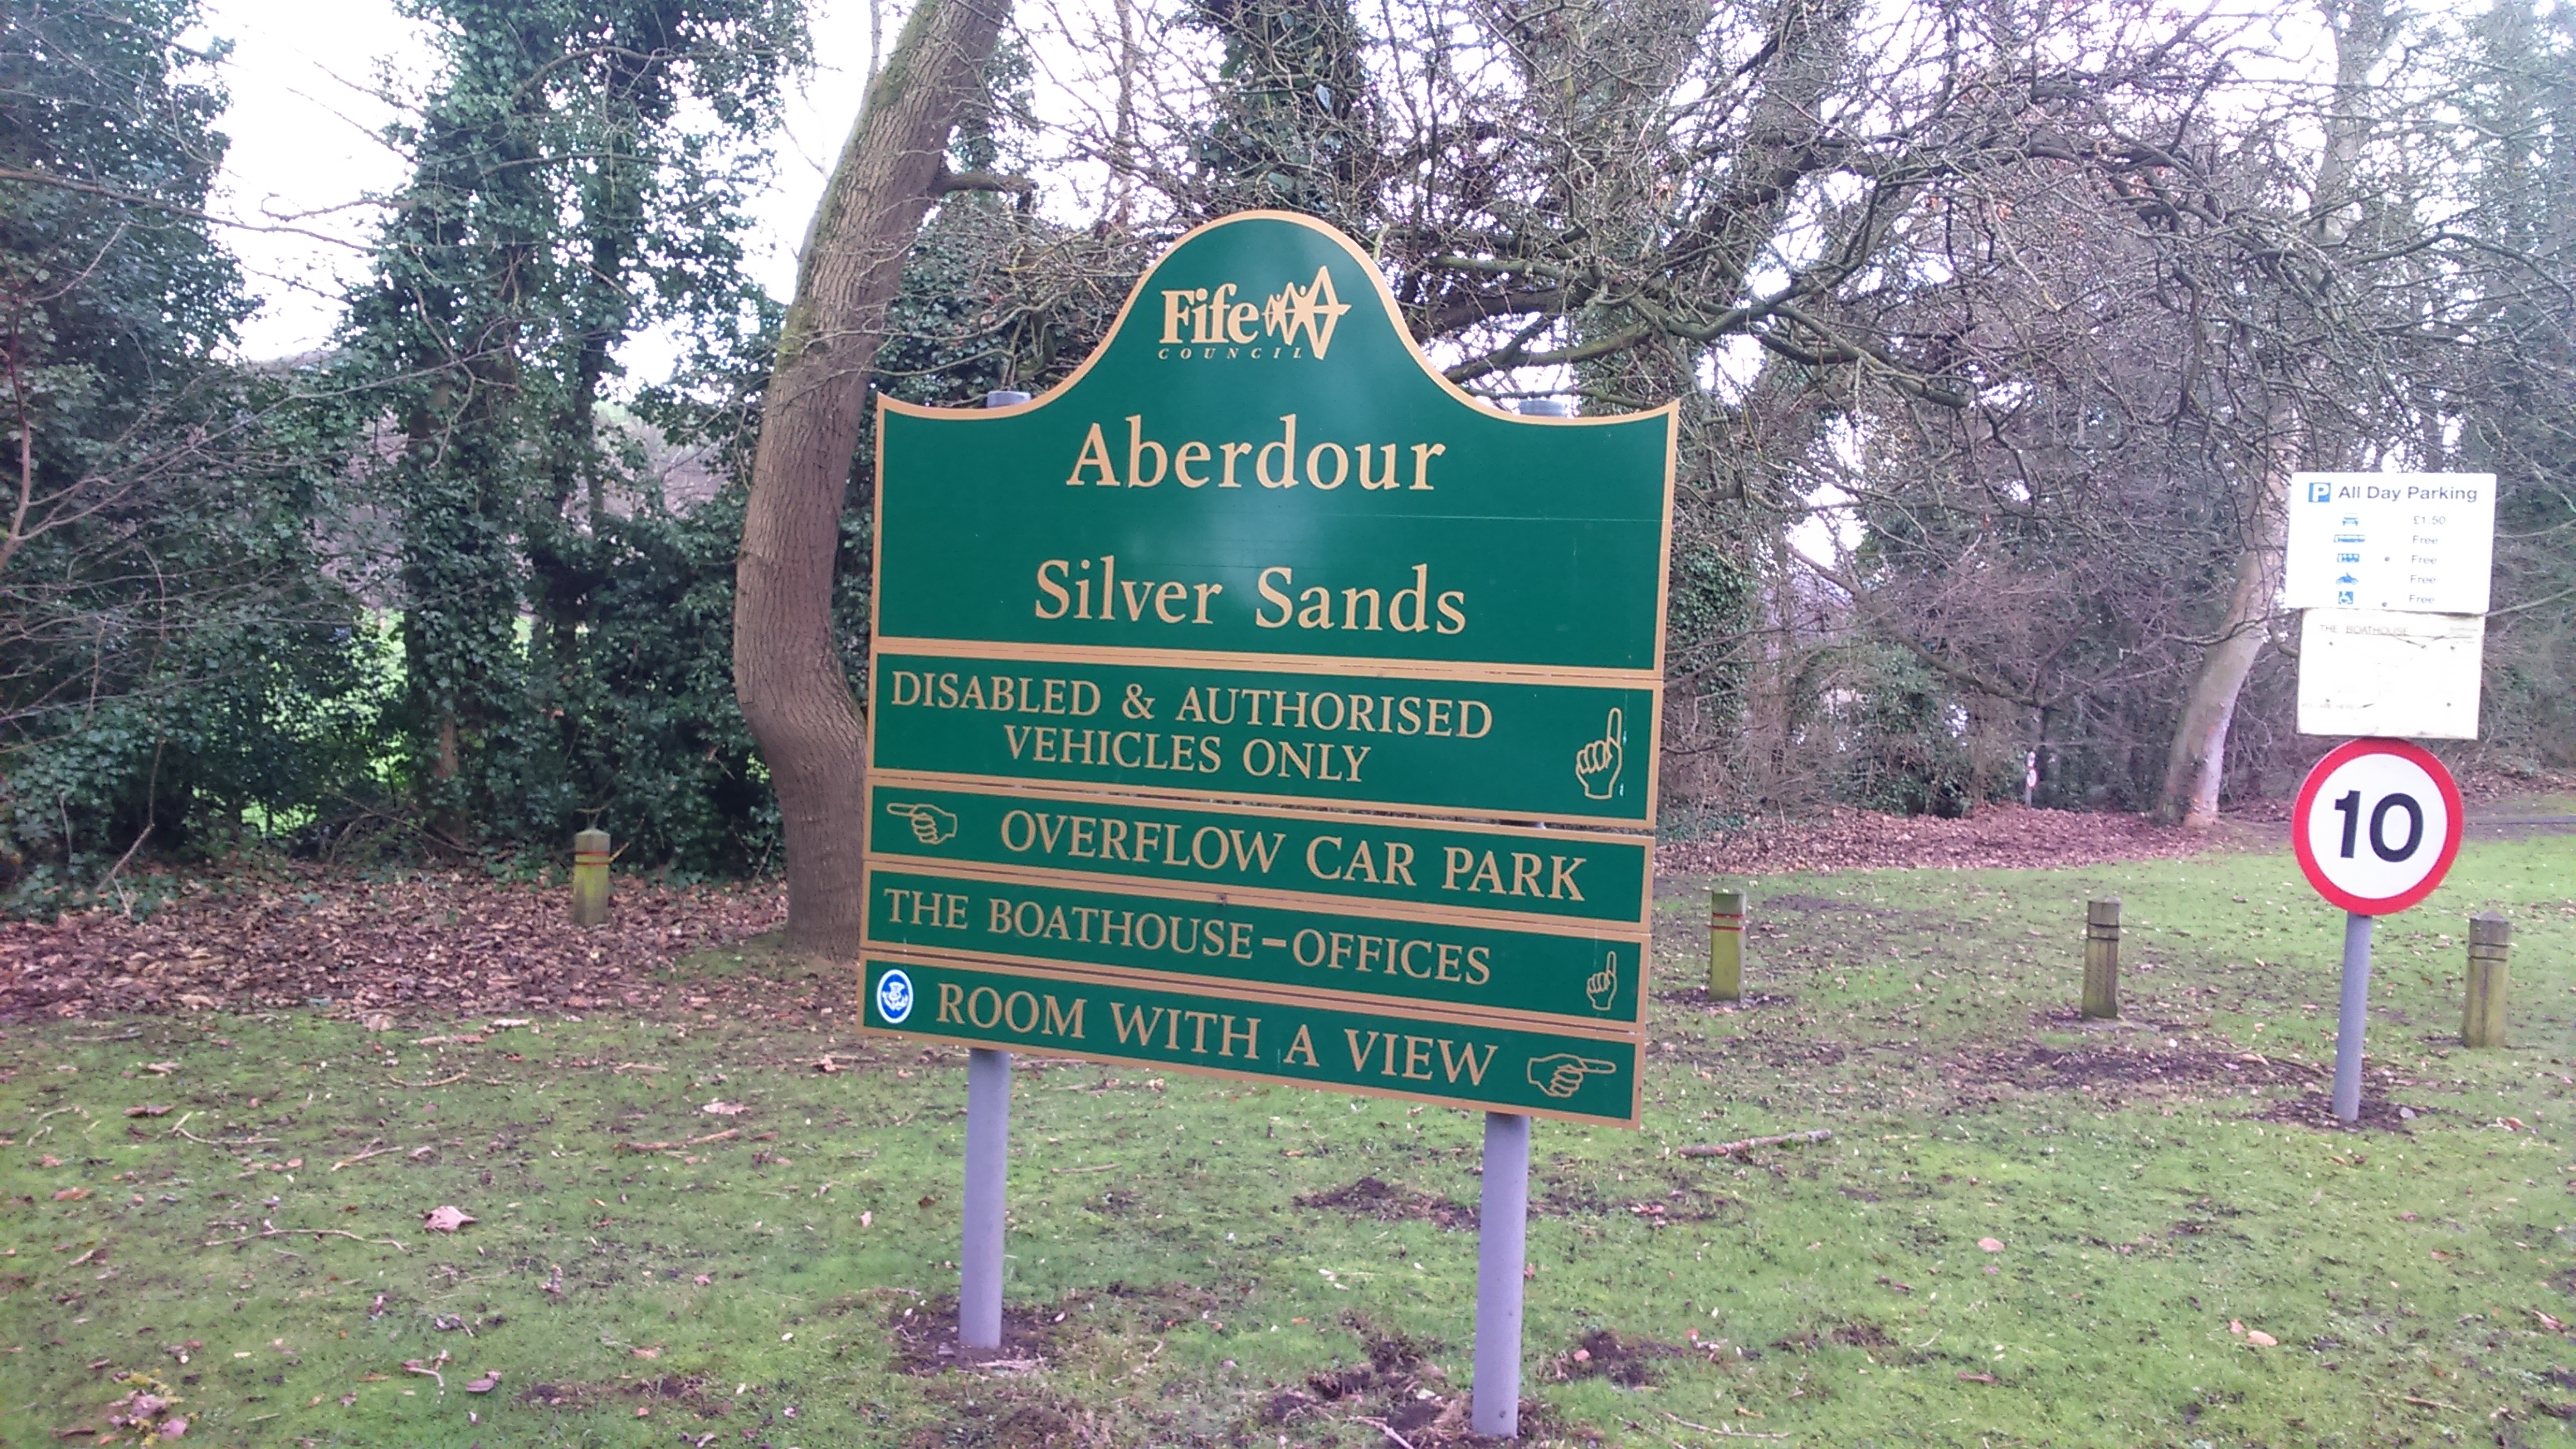 Fife
COUNCIL
Aberdour
Silver Sands
DISABLED & AUTHORISED
VEHICLES ONLY
OVERFLOW CAR PARK
THE BOATHOUSE-OFFICES
ROOM WITH A VIEW
P All Day Parking
£1.50
Free
Free
Free
Free
THE BOATHOUSE
10